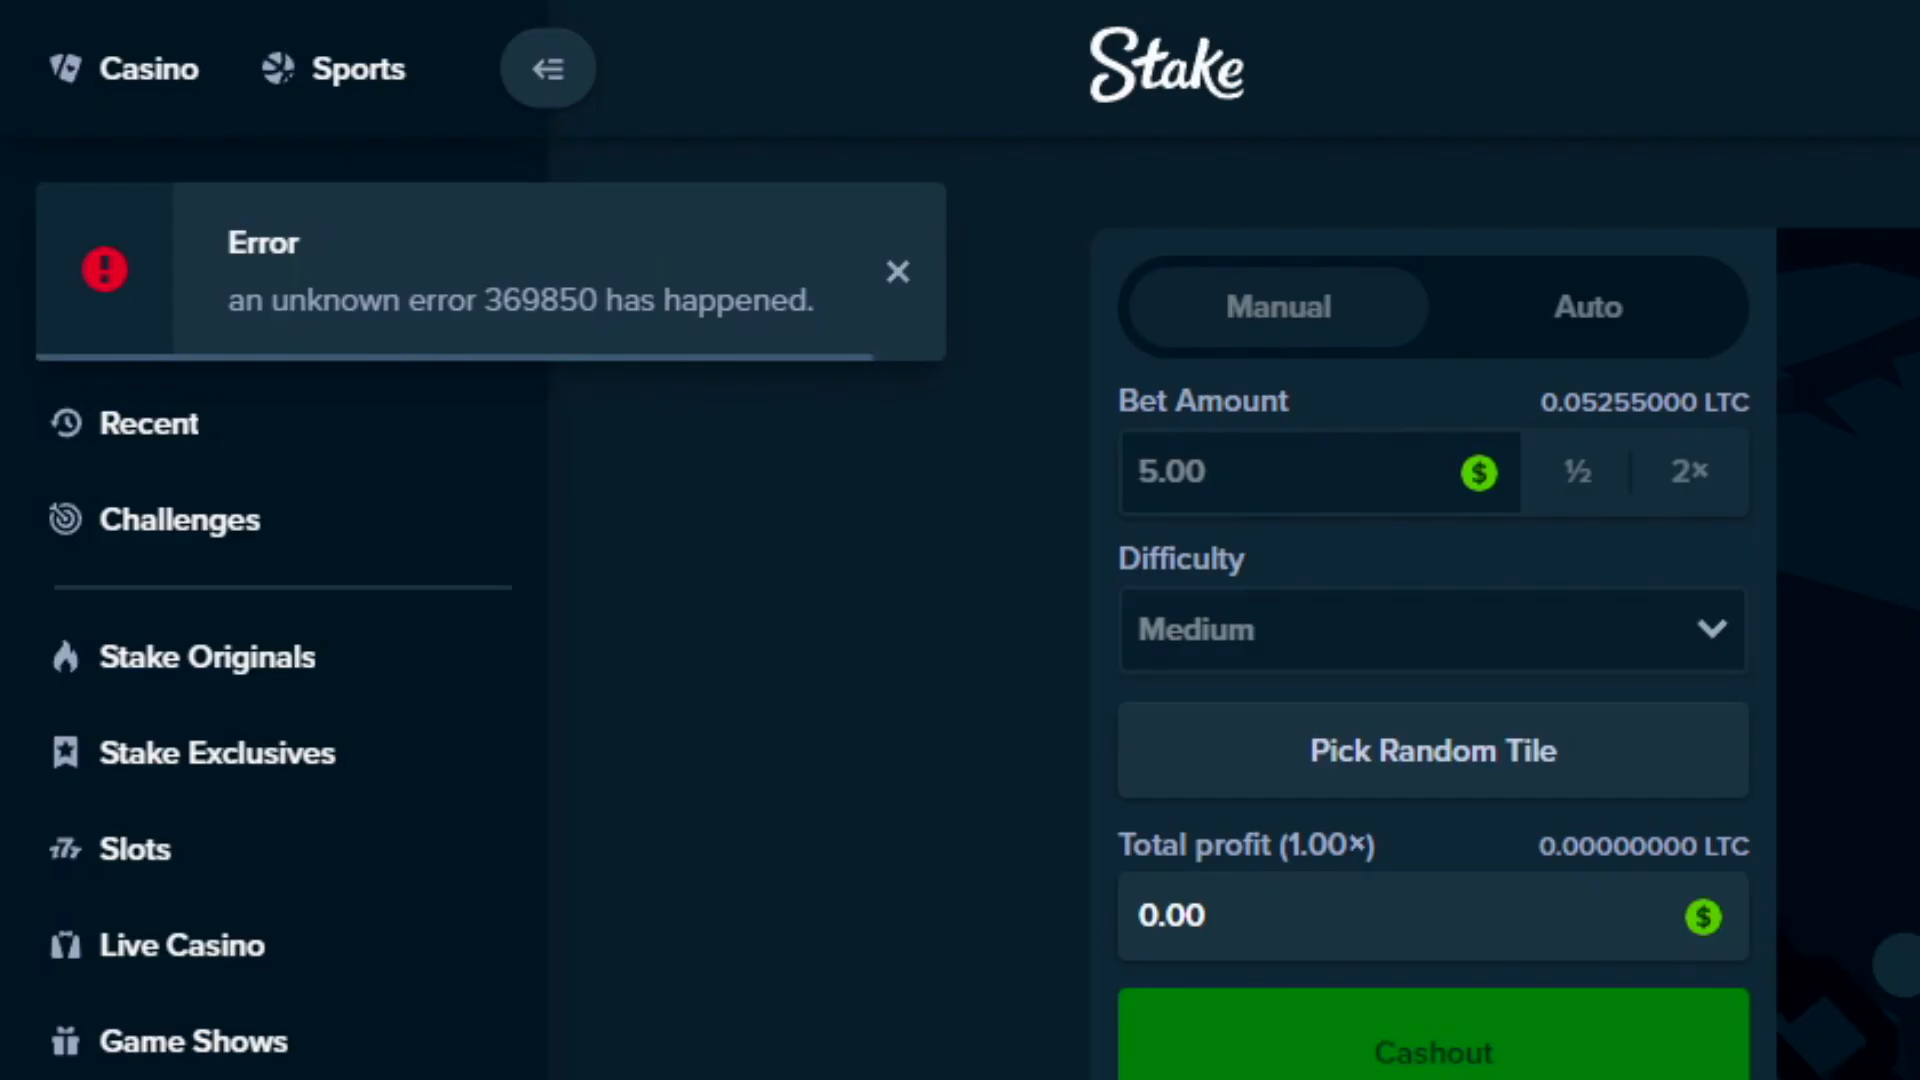 Casino
Sports
Stake
Error
an unknown error 369850 has happened.
Manual
Auto
Bet Amount
0.05255000 LTC
5.00
$
½
2×
Difficulty
Medium
Pick Random Tile
Total profit (1.00×)
0.00000000 LTC
0.00
$
Cashout
Recent
Challenges
Stake Originals
Stake Exclusives
Slots
Live Casino
Game Shows